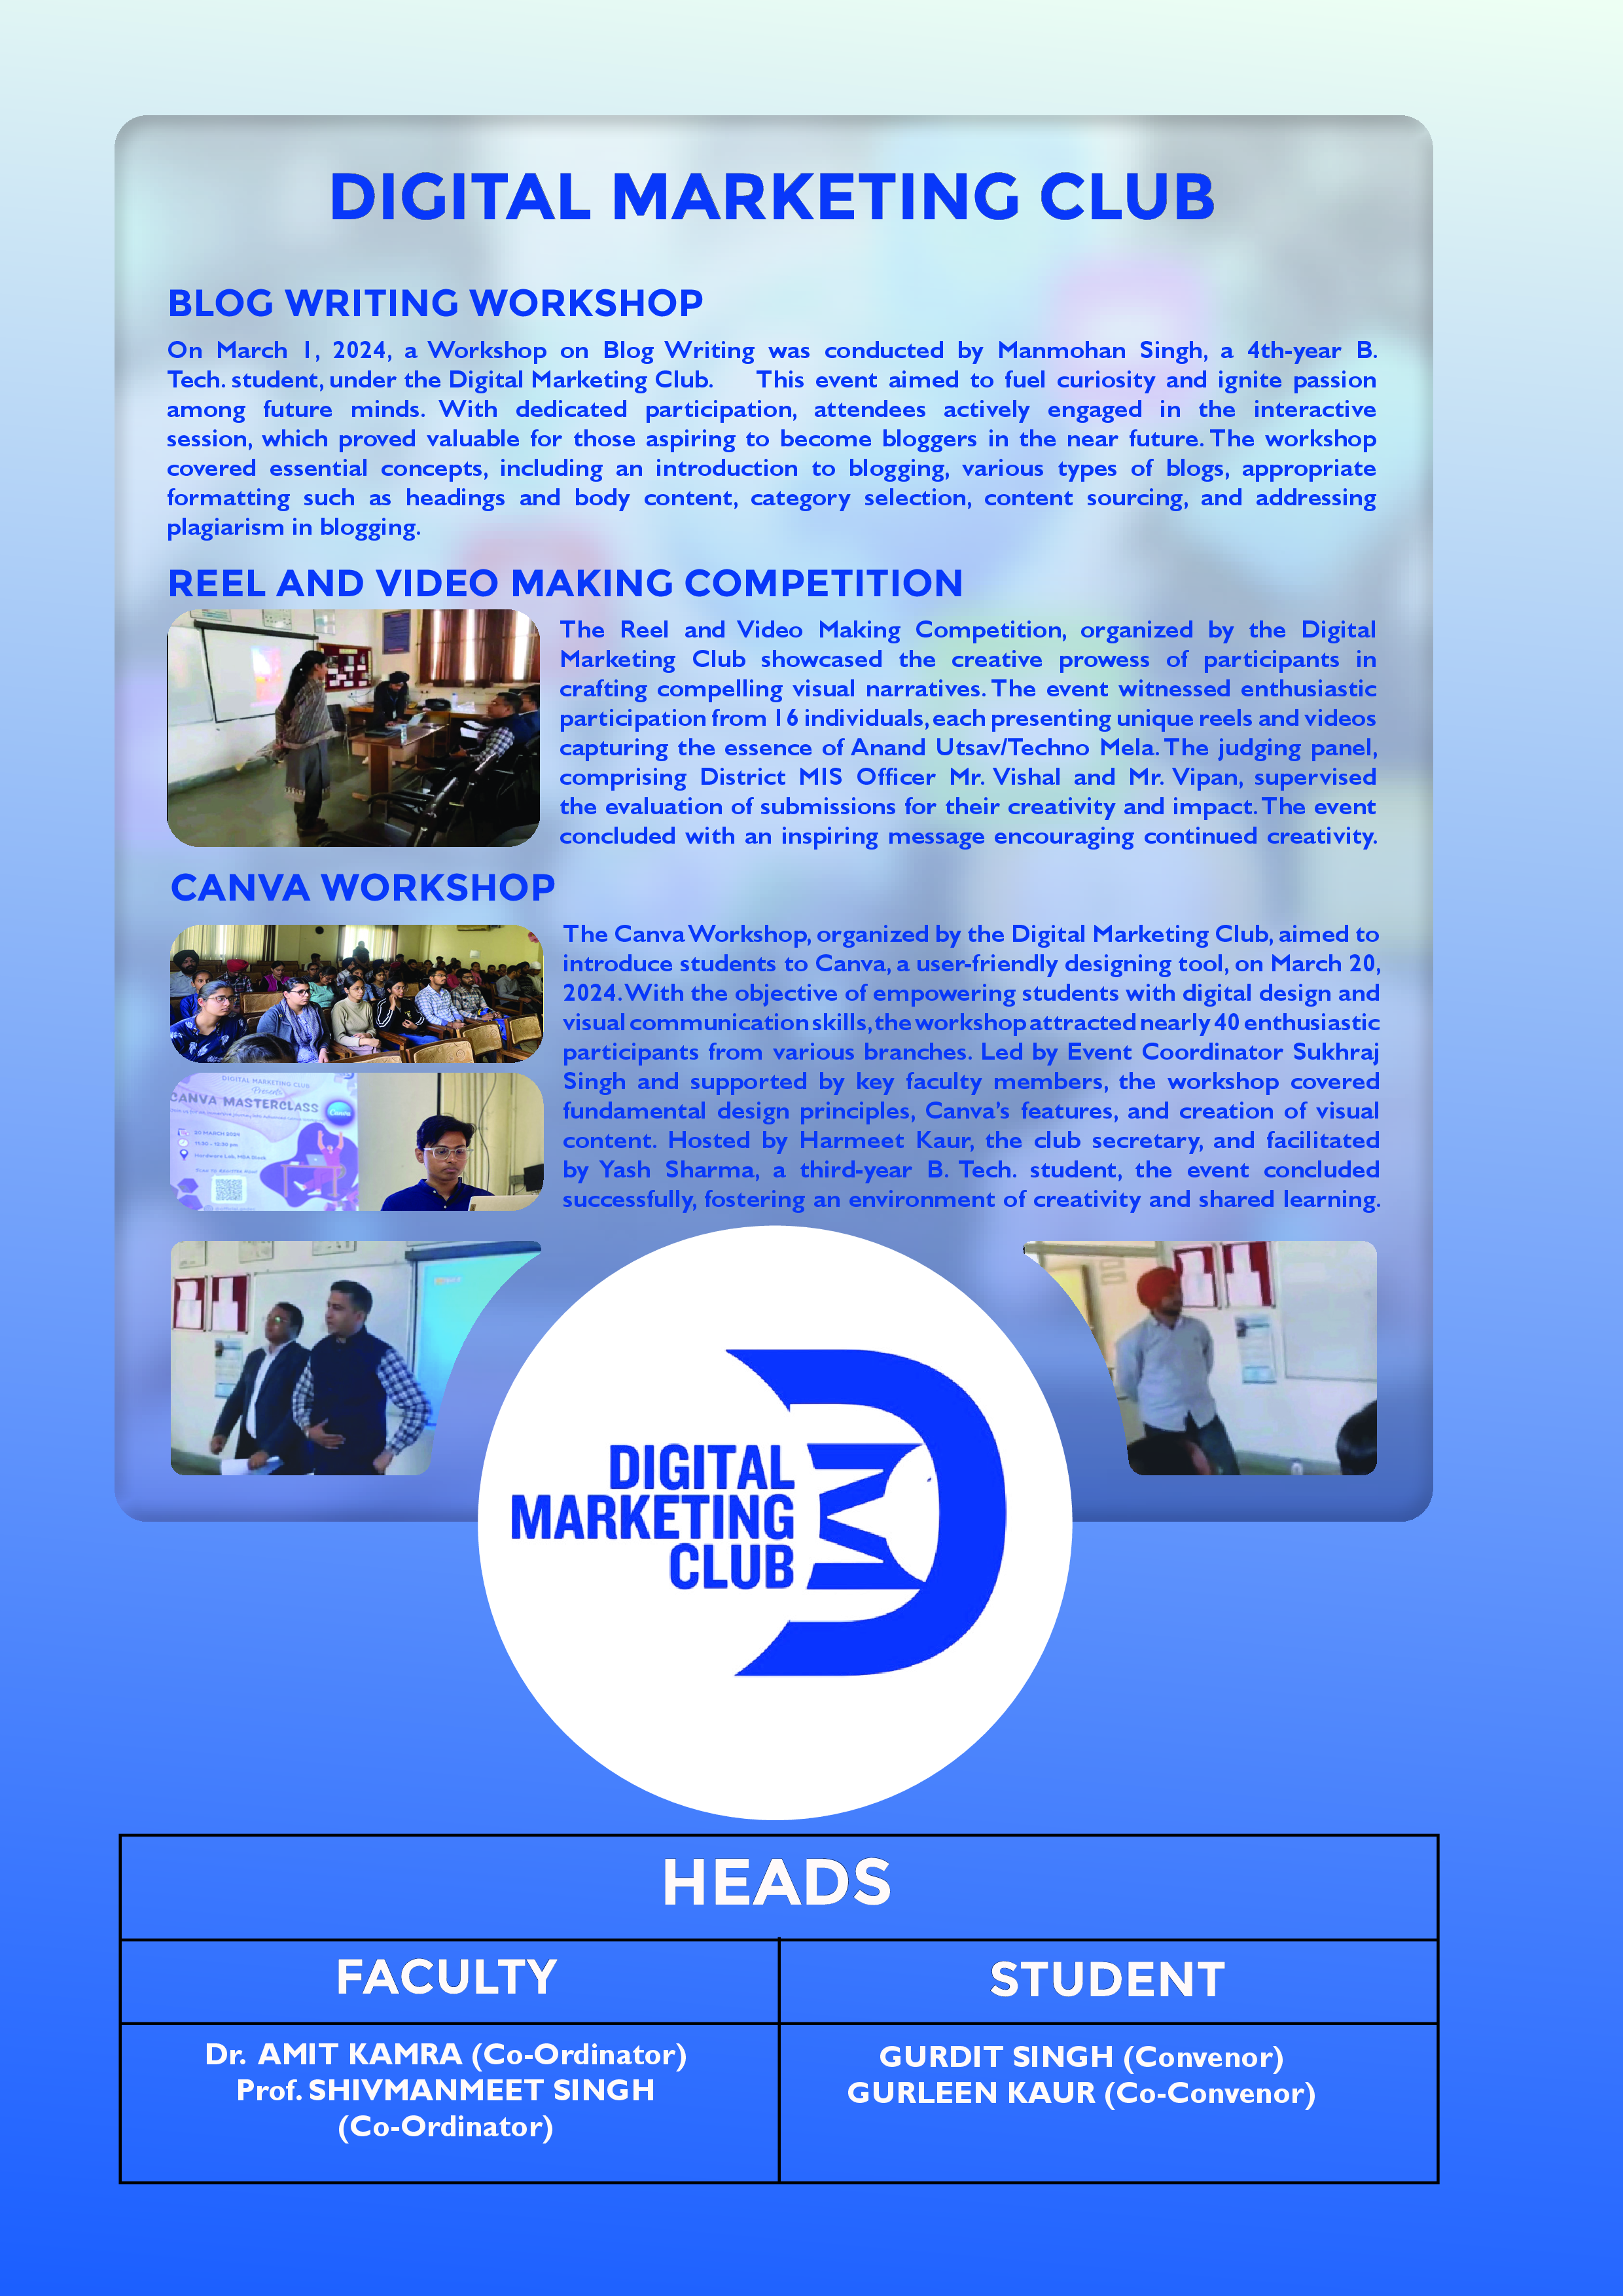 DIGITAL MARKETING CLUB
BLOG WRITING WORKSHOP
On March 1, 2024, a Workshop on Blog Writing was conducted by Manmohan Singh, a 4th-year B.
Tech. student, under the Digital Marketing Club. This event aimed to fuel curiosity and ignite passion
among future minds. With dedicated participation, attendees actively engaged in the interactive
session, which proved valuable for those aspiring to become bloggers in the near future. The workshop
covered essential concepts, including an introduction to blogging, various types of blogs, appropriate
formatting such as headings and body content, category selection, content sourcing, and addressing
plagiarism in blogging.
REEL AND VIDEO MAKING COMPETITION
The Reel and Video Making Competition, organized by the Digital
Marketing Club showcased the creative prowess of participants in
crafting compelling visual narratives. The event witnessed enthusiastic
participation from 16 individuals, each presenting unique reels and videos
capturing the essence of Anand Utsav/Techno Mela. The judging panel,
comprising District MIS Officer Mr. Vishal and Mr. Vipan, supervised
the evaluation of submissions for their creativity and impact. The event
concluded with an inspiring message encouraging continued creativity.
CANVA WORKSHOP
The Canva Workshop, organized by the Digital Marketing Club, aimed to
introduce students to Canva, a user-friendly designing tool, on March 20,
2024. With the objective of empowering students with digital design and
visual communication skills, the workshop attracted nearly 40 enthusiastic
participants from various branches. Led by Event Coordinator Sukhraj
Singh and supported by key faculty members, the workshop covered
fundamental design principles, Canva's features, and creation of visual
content. Hosted by Harmeet Kaur, the club secretary, and facilitated
by Yash Sharma, a third-year B. Tech. student, the event concluded
successfully, fostering an environment of creativity and shared learning.
DIGITAL MARKETING CLUB
Presents
CANVA MASTERCLASS
Canva
20 MARCH 2024
11:30 - 12:30 pm
Hardware Lab, MBA Block
DIGITAL
MARKETING
CLUB
HEADS
FACULTY
STUDENT
Dr. AMIT KAMRA (Co-Ordinator)
Prof. SHIVMANMEET SINGH
(Co-Ordinator)
GURDIT SINGH (Convenor)
GURLEEN KAUR (Co-Convenor)